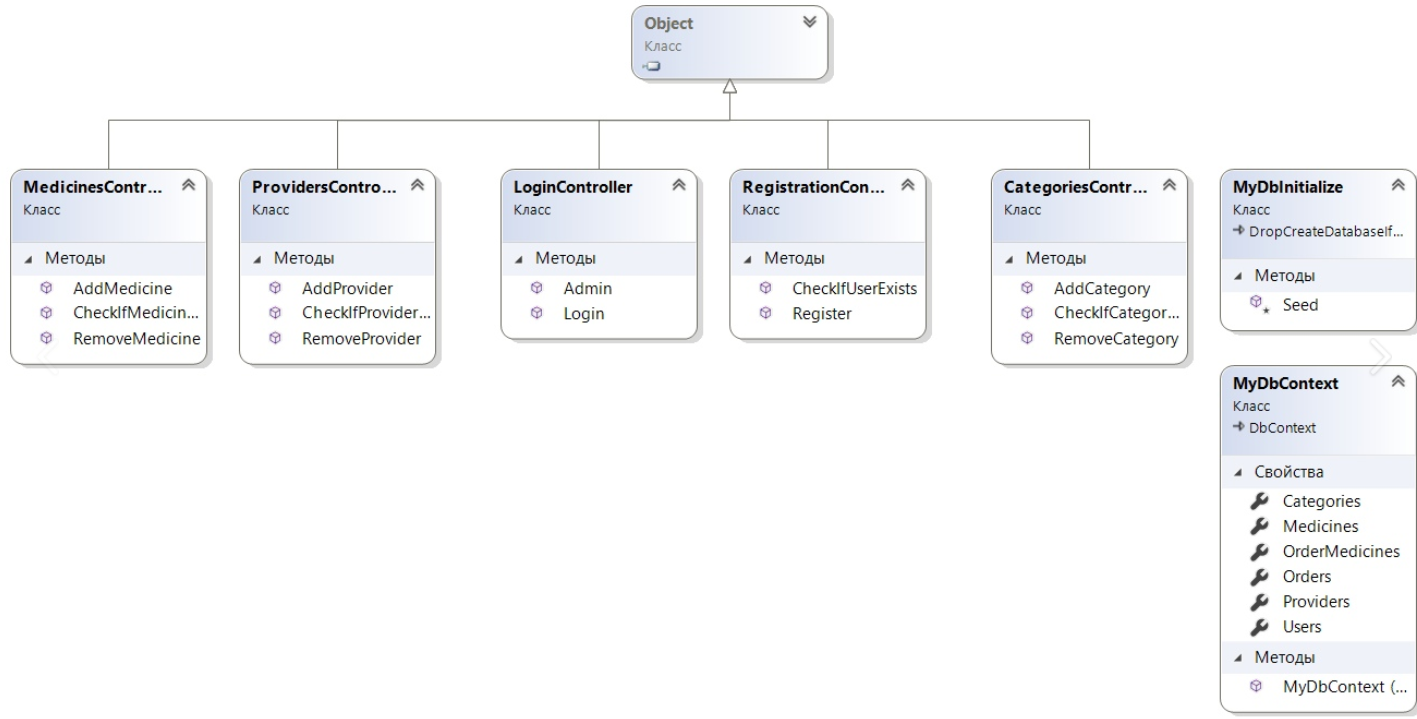 Object
Класс
MedicinesContr...
Класс
Методы
AddMedicine
CheckIfMedicin...
RemoveMedicine
ProvidersContro...
Класс
Методы
AddProvider
CheckIfProvider...
RemoveProvider
LoginController
Класс
Методы
Admin
Login
RegistrationCon...
Класс
Методы
CheckIfUserExists
Register
CategoriesContr...
Класс
Методы
AddCategory
CheckIfCategor...
RemoveCategory
MyDbInitialize
Класс
DropCreateDatabaseIf...
Методы
Seed
MyDbContext
Класс
DbContext
Свойства
Categories
Medicines
OrderMedicines
Orders
Providers
Users
Методы
MyDbContext (...